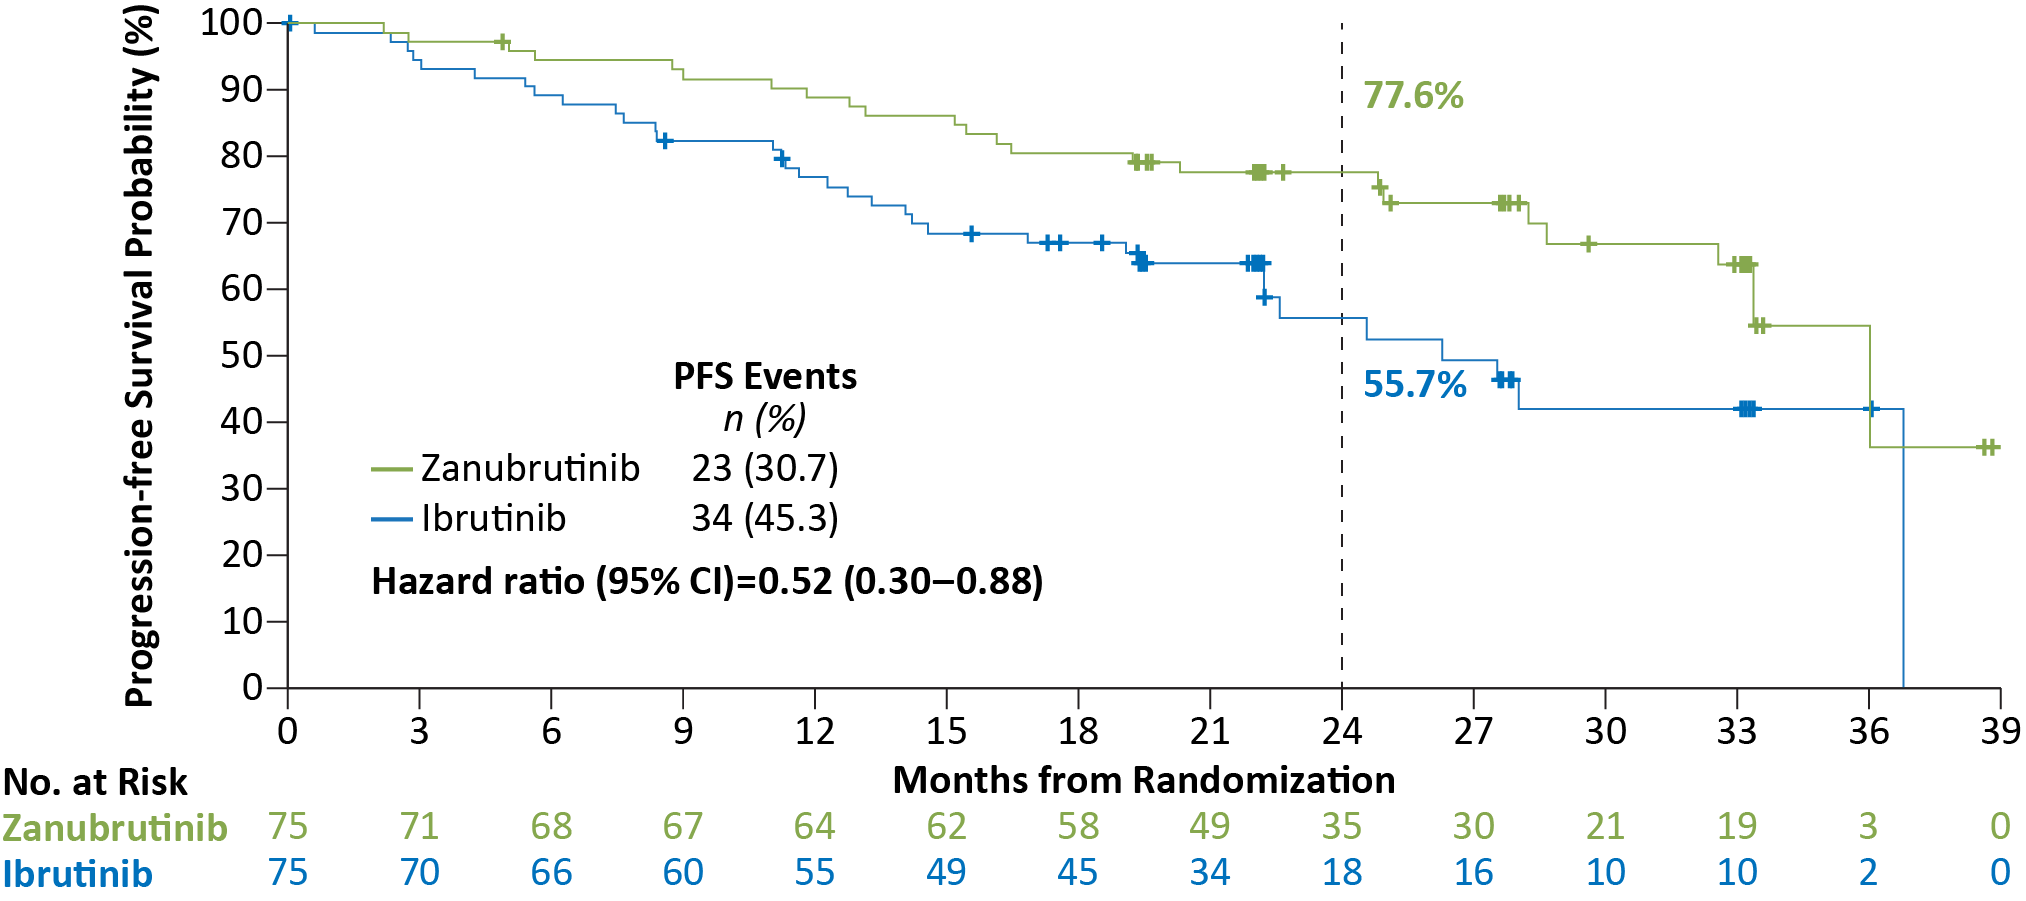 Progression-free Survival Probability (%)
100
90
80
70
60
50
40
30
20
10
0
77.6%
55.7%
PFS Events
n (%)
Zanubrutinib 23 (30.7)
Ibrutinib 34 (45.3)
Hazard ratio (95% CI)=0.52 (0.30–0.88)
0 3 6 9 12 15 18 21 24 27 30 33 36 39
Months from Randomization
No. at Risk
Zanubrutinib 75 71 68 67 64 62 58 49 35 30 21 19 3 0
Ibrutinib 75 70 66 60 55 49 45 34 18 16 10 10 2 0